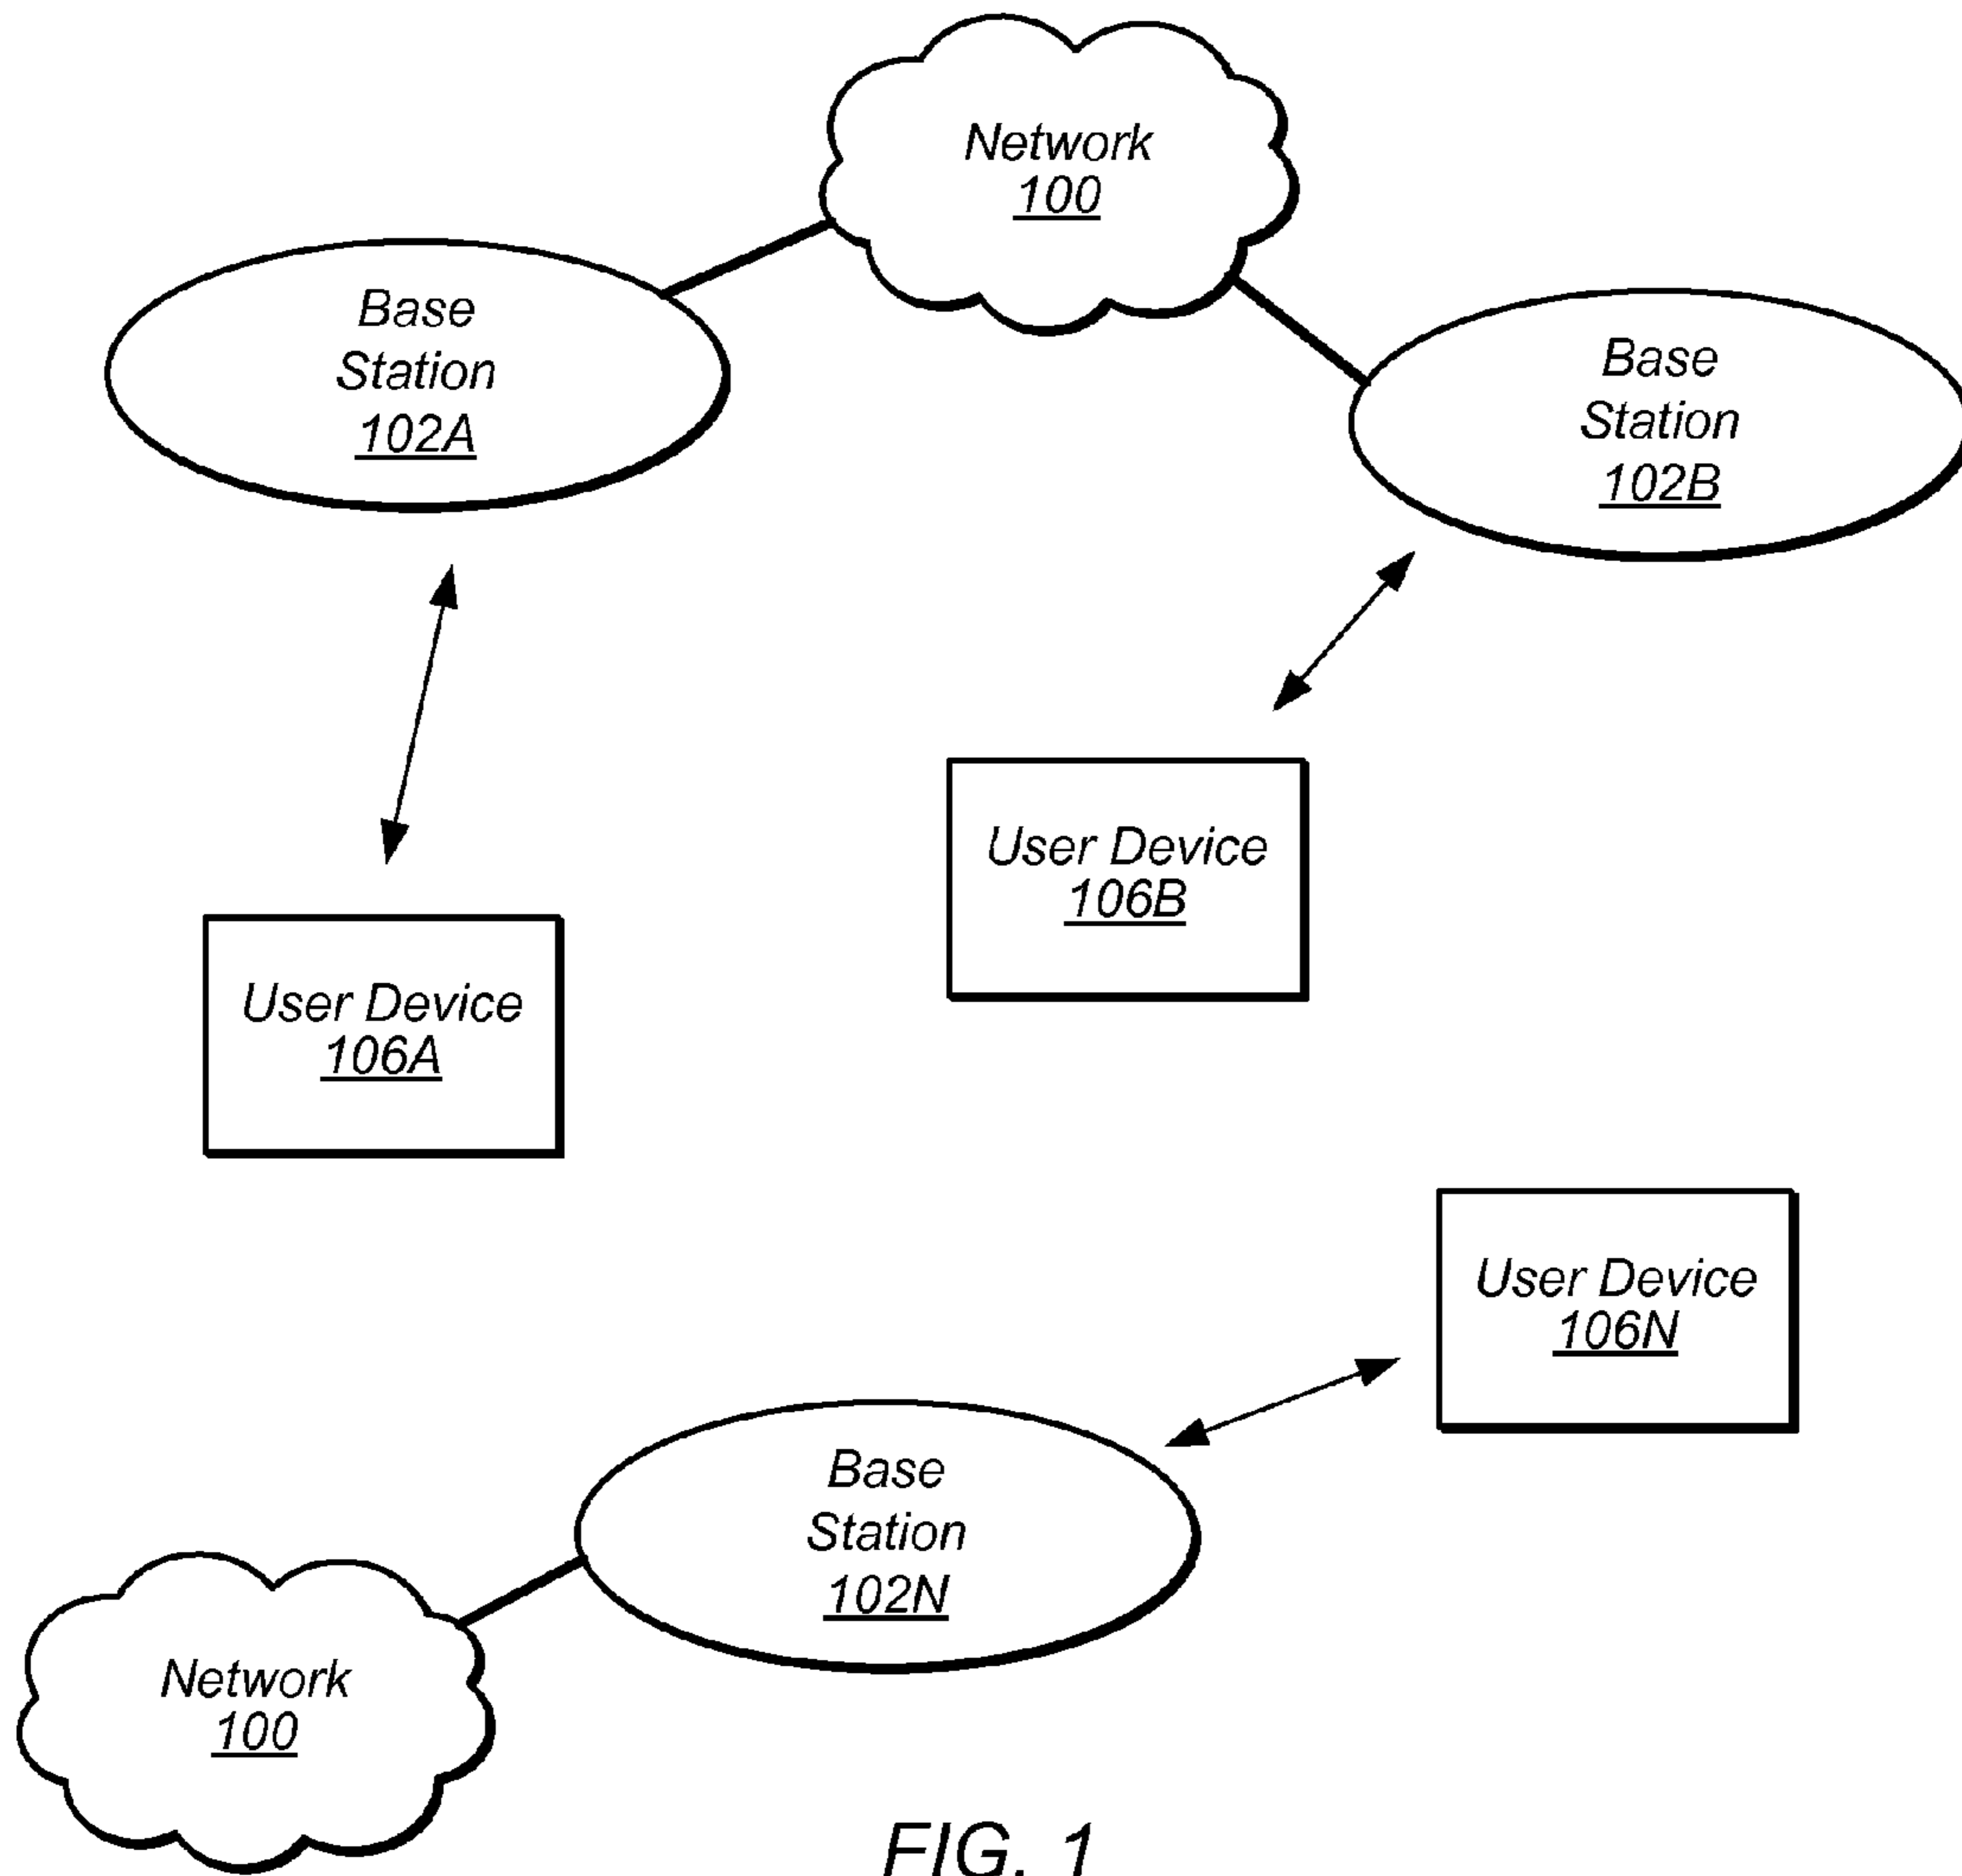 Network
100
Base
Station
102A
Base
Station
102B
User Device
106B
User Device
106A
User Device
106N
Base
Station
102N
Network
100
FIG. 1